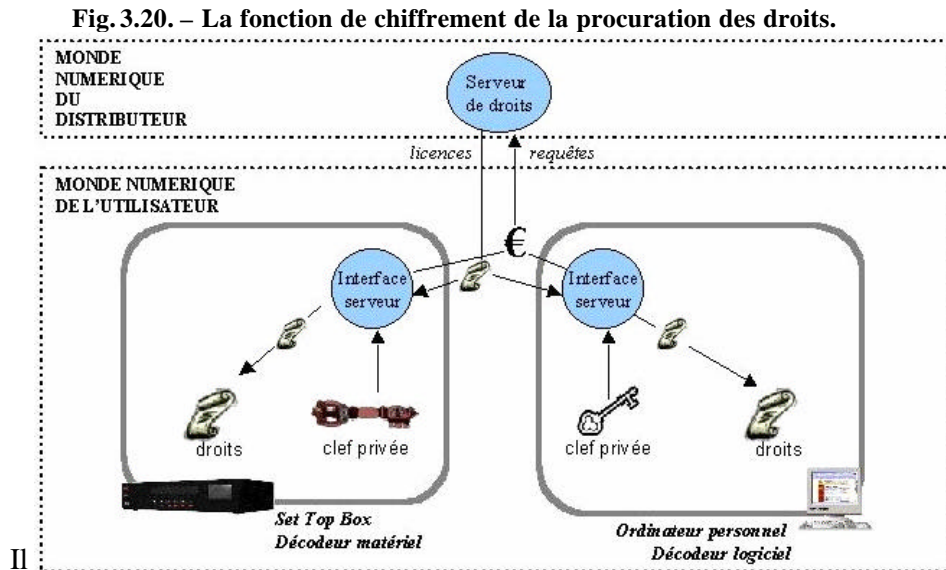 Fig. 3.20. – La fonction de chiffrement de la procuration des droits.
MONDE
NUMERIQUE
DU
DISTRIBUTEUR
Serveur
de droits
licences
requêtes
MONDE NUMERIQUE
DE L'UTILISATEUR
€
Interface
serveur
Interface
serveur
droits
clef privée
clef privée
droits
Set Top Box
Décodeur matériel
Ordinateur personnel
Décodeur logiciel
Il